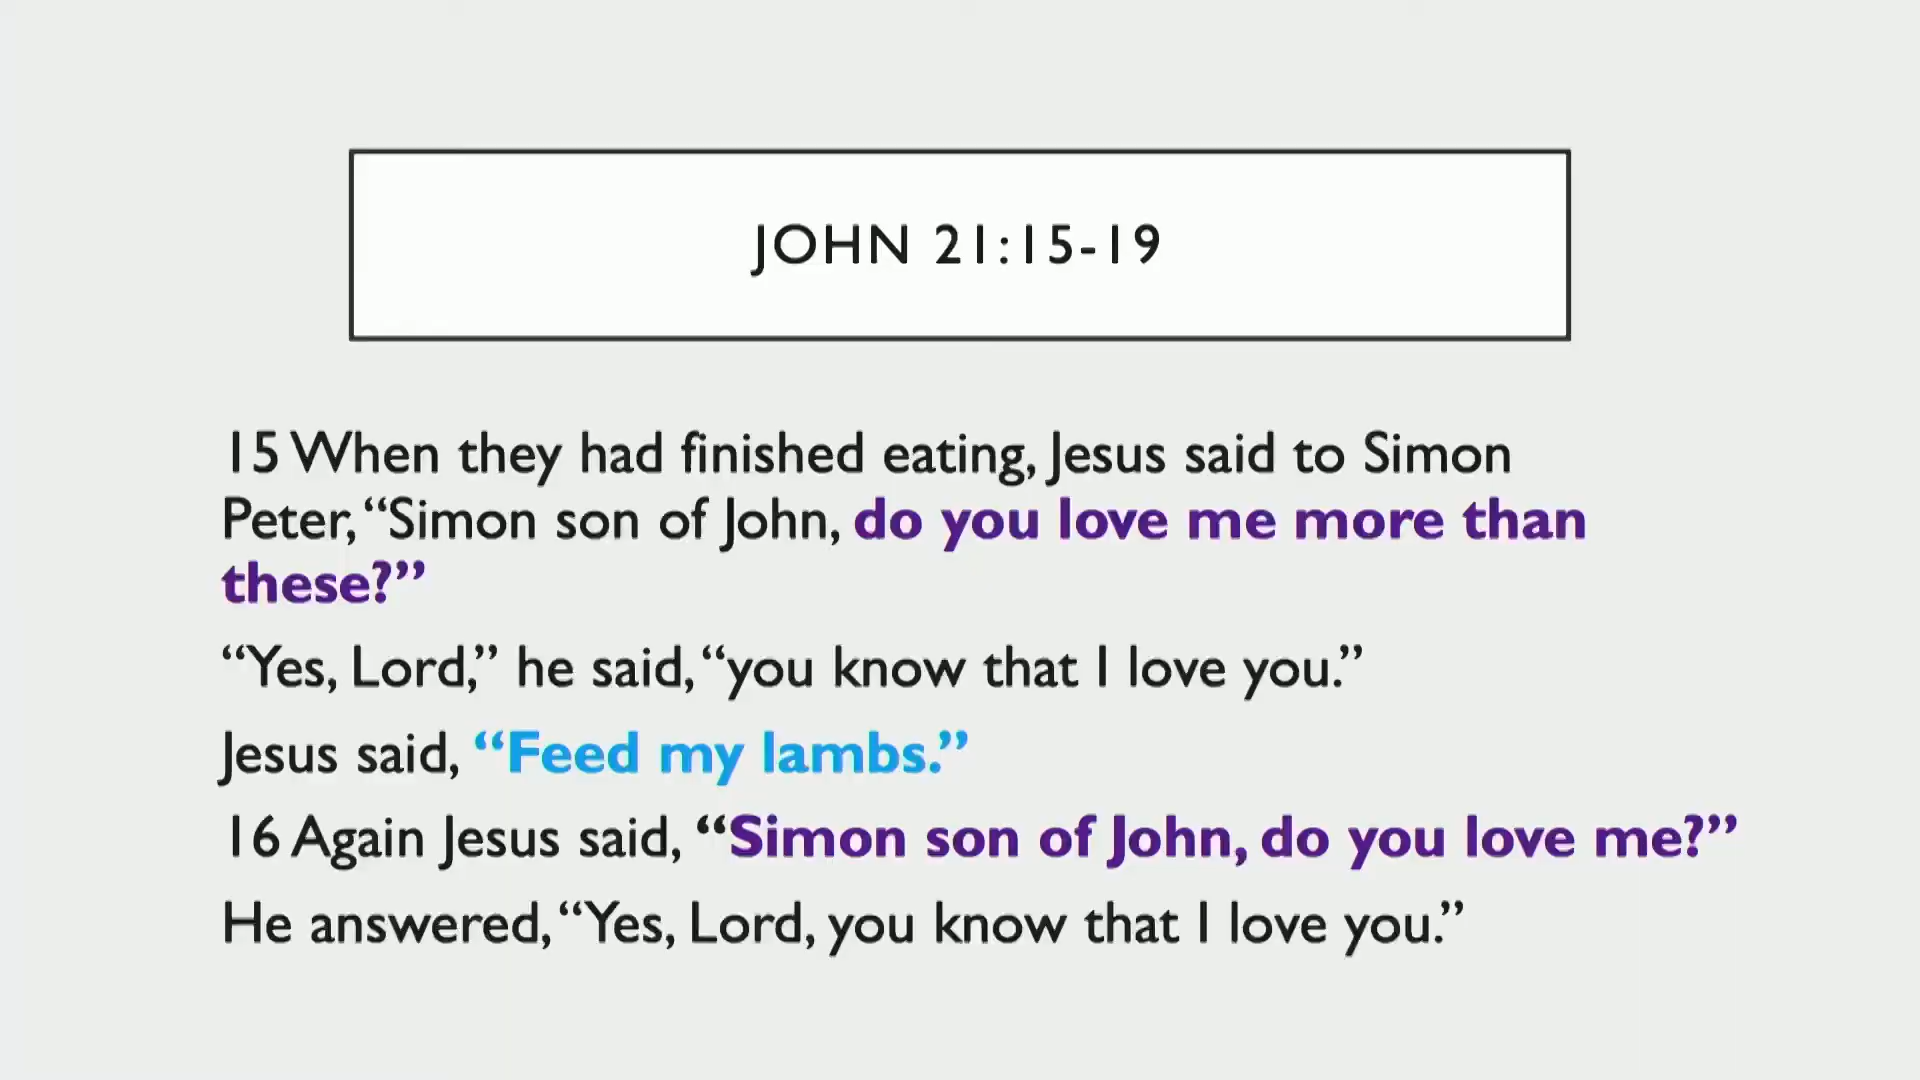 JOHN 21:15-19
15 When they had finished eating, Jesus said to Simon
Peter, “Simon son of John, do you love me more than
these?”
“Yes, Lord,” he said, “you know that I love you.”
Jesus said, “Feed my lambs.”
16 Again Jesus said, “Simon son of John, do you love me?”
He answered, “Yes, Lord, you know that I love you.”